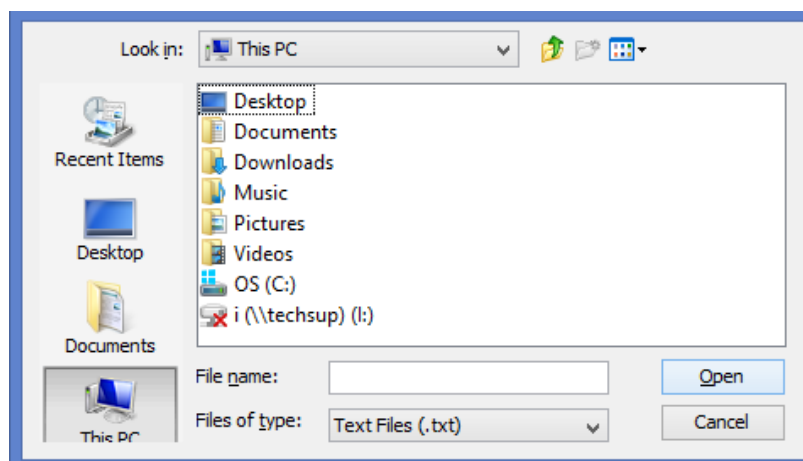 Look in: This PC
Desktop
Documents
Downloads
Music
Pictures
Videos
OS (C:)
i (\\techsup) (I:)
Recent Items
Desktop
Documents
This PC
File name:
Open
Files of type: Text Files (.txt)
Cancel